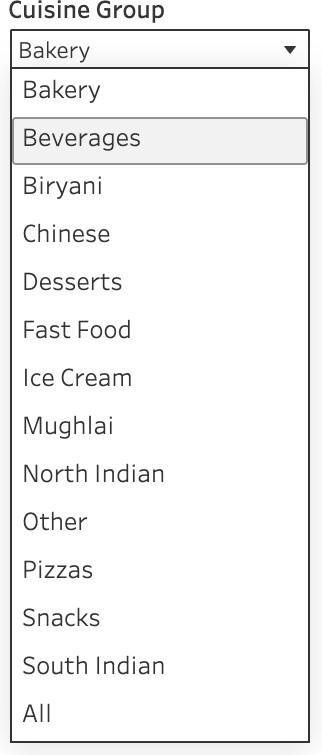 Cuisine Group
Bakery
Bakery
Beverages
Biryani
Chinese
Desserts
Fast Food
Ice Cream
Mughlai
North Indian
Other
Pizzas
Snacks
South Indian
All